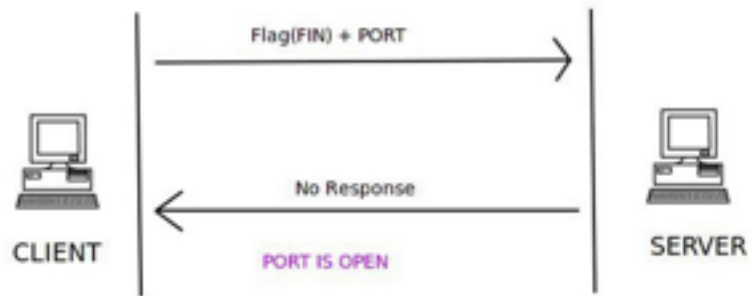 Flag(FIN) + PORT
No Response
CLIENT
SERVER
PORT IS OPEN